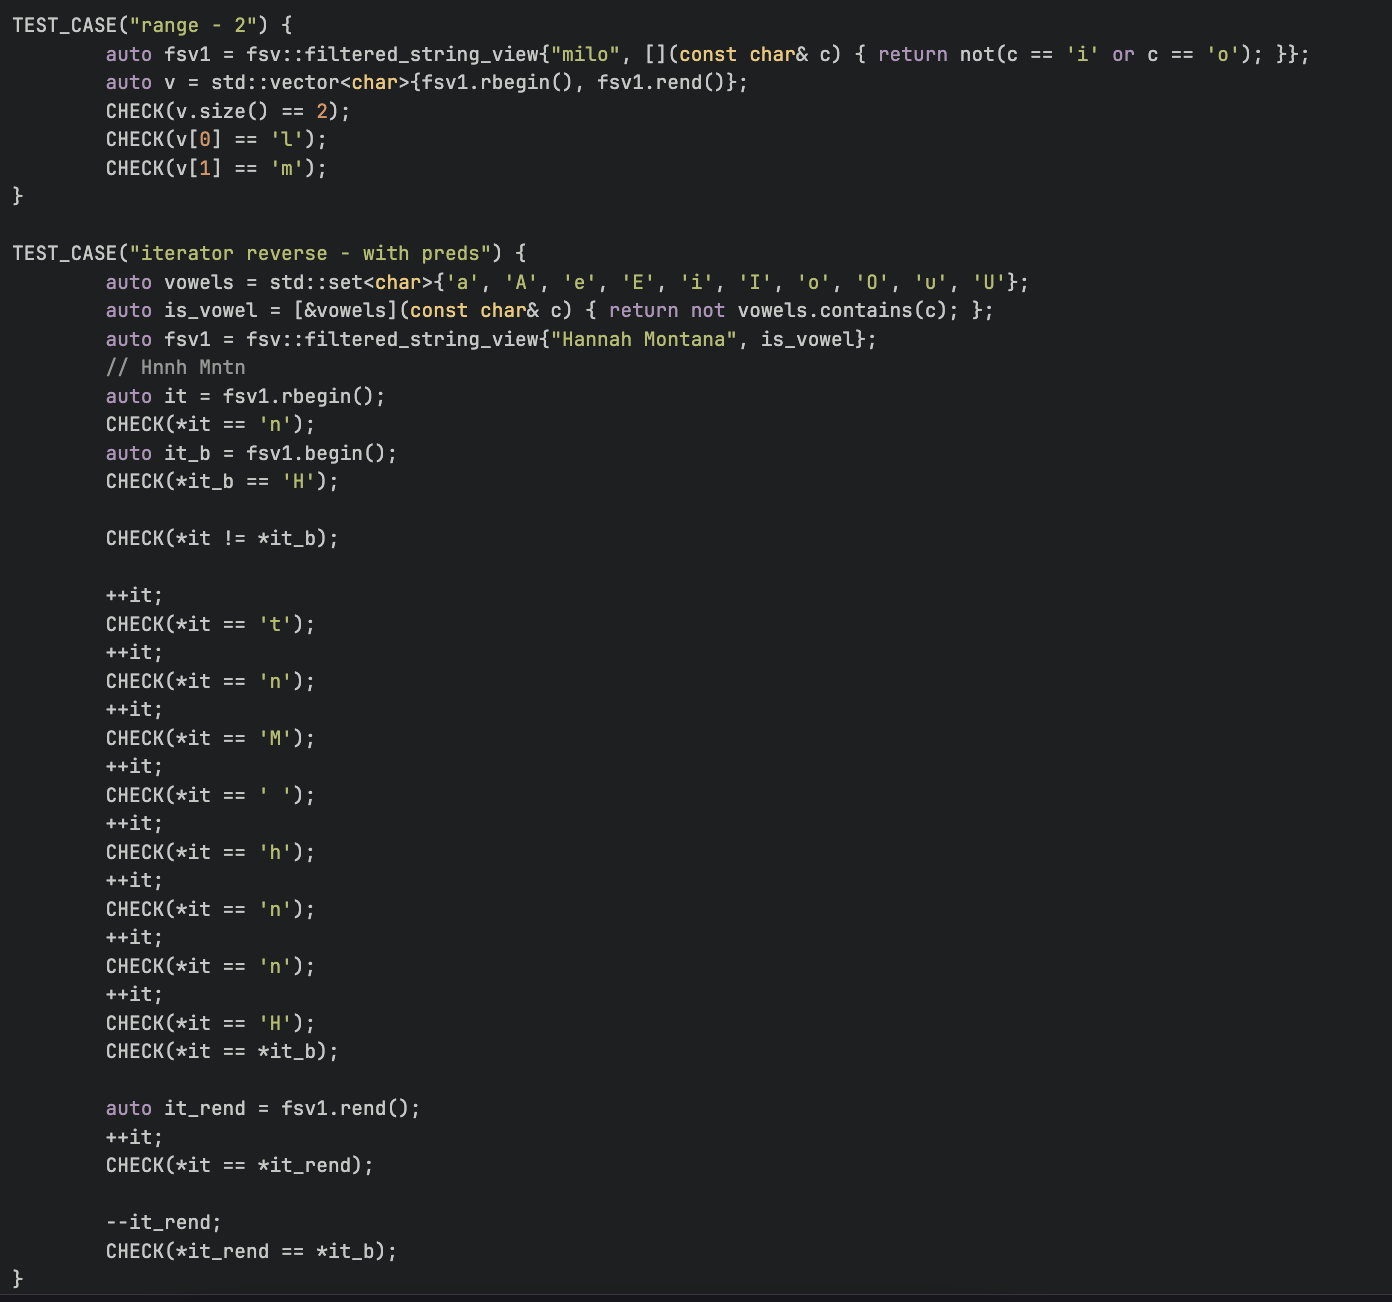 TEST_CASE("range - 2") {
        auto fsv1 = fsv::filtered_string_view{"milo", [](const char& c) { return not(c == 'i' or c == 'o'); }};
        auto v = std::vector<char>{fsv1.rbegin(), fsv1.rend()};
        CHECK(v.size() == 2);
        CHECK(v[0] == 'l');
        CHECK(v[1] == 'm');
}

TEST_CASE("iterator reverse - with preds") {
        auto vowels = std::set<char>{'a', 'A', 'e', 'E', 'i', 'I', 'o', 'O', 'u', 'U'};
        auto is_vowel = [&vowels](const char& c) { return not vowels.contains(c); };
        auto fsv1 = fsv::filtered_string_view{"Hannah Montana", is_vowel};
        // Hnnh Mntn
        auto it = fsv1.rbegin();
        CHECK(*it == 'n');
        auto it_b = fsv1.begin();
        CHECK(*it_b == 'H');

        CHECK(*it != *it_b);

        ++it;
        CHECK(*it == 't');
        ++it;
        CHECK(*it == 'n');
        ++it;
        CHECK(*it == 'M');
        ++it;
        CHECK(*it == ' ');
        ++it;
        CHECK(*it == 'h');
        ++it;
        CHECK(*it == 'n');
        ++it;
        CHECK(*it == 'n');
        ++it;
        CHECK(*it == 'H');
        CHECK(*it == *it_b);

        auto it_rend = fsv1.rend();
        ++it;
        CHECK(*it == *it_rend);

        --it_rend;
        CHECK(*it_rend == *it_b);
}